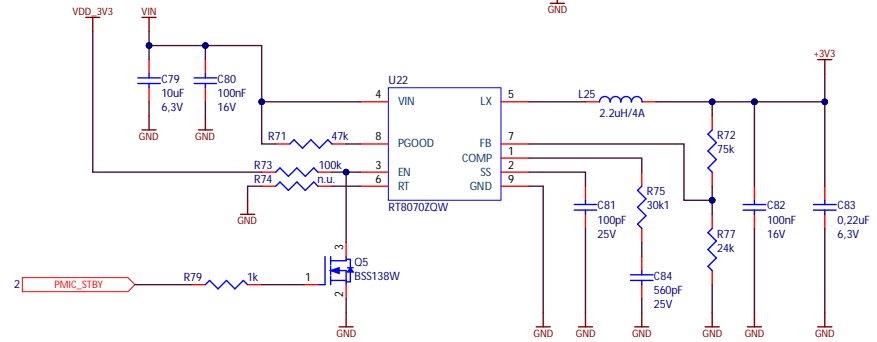 GND
VDD_3V3
VIN
+3V3
C79
10uF
6,3V
C80
100nF
16V
GND
GND
U22
4
VIN
LX
5
L25
2.2uH/4A
R71
47k
8
PGOOD
FB
7
COMP
1
R73
100k
3
EN
SS
2
R74
n.u.
6
RT
GND
9
RT8070ZQW
GND
R72
75k
C81
100pF
25V
R75
30k1
C82
100nF
16V
C83
0,22uF
6,3V
R77
24k
C84
560pF
25V
3
Q5
BSS138W
1
2
2
PMIC_STBY
R79
1k
GND
GND
GND
GND
GND
GND
GND